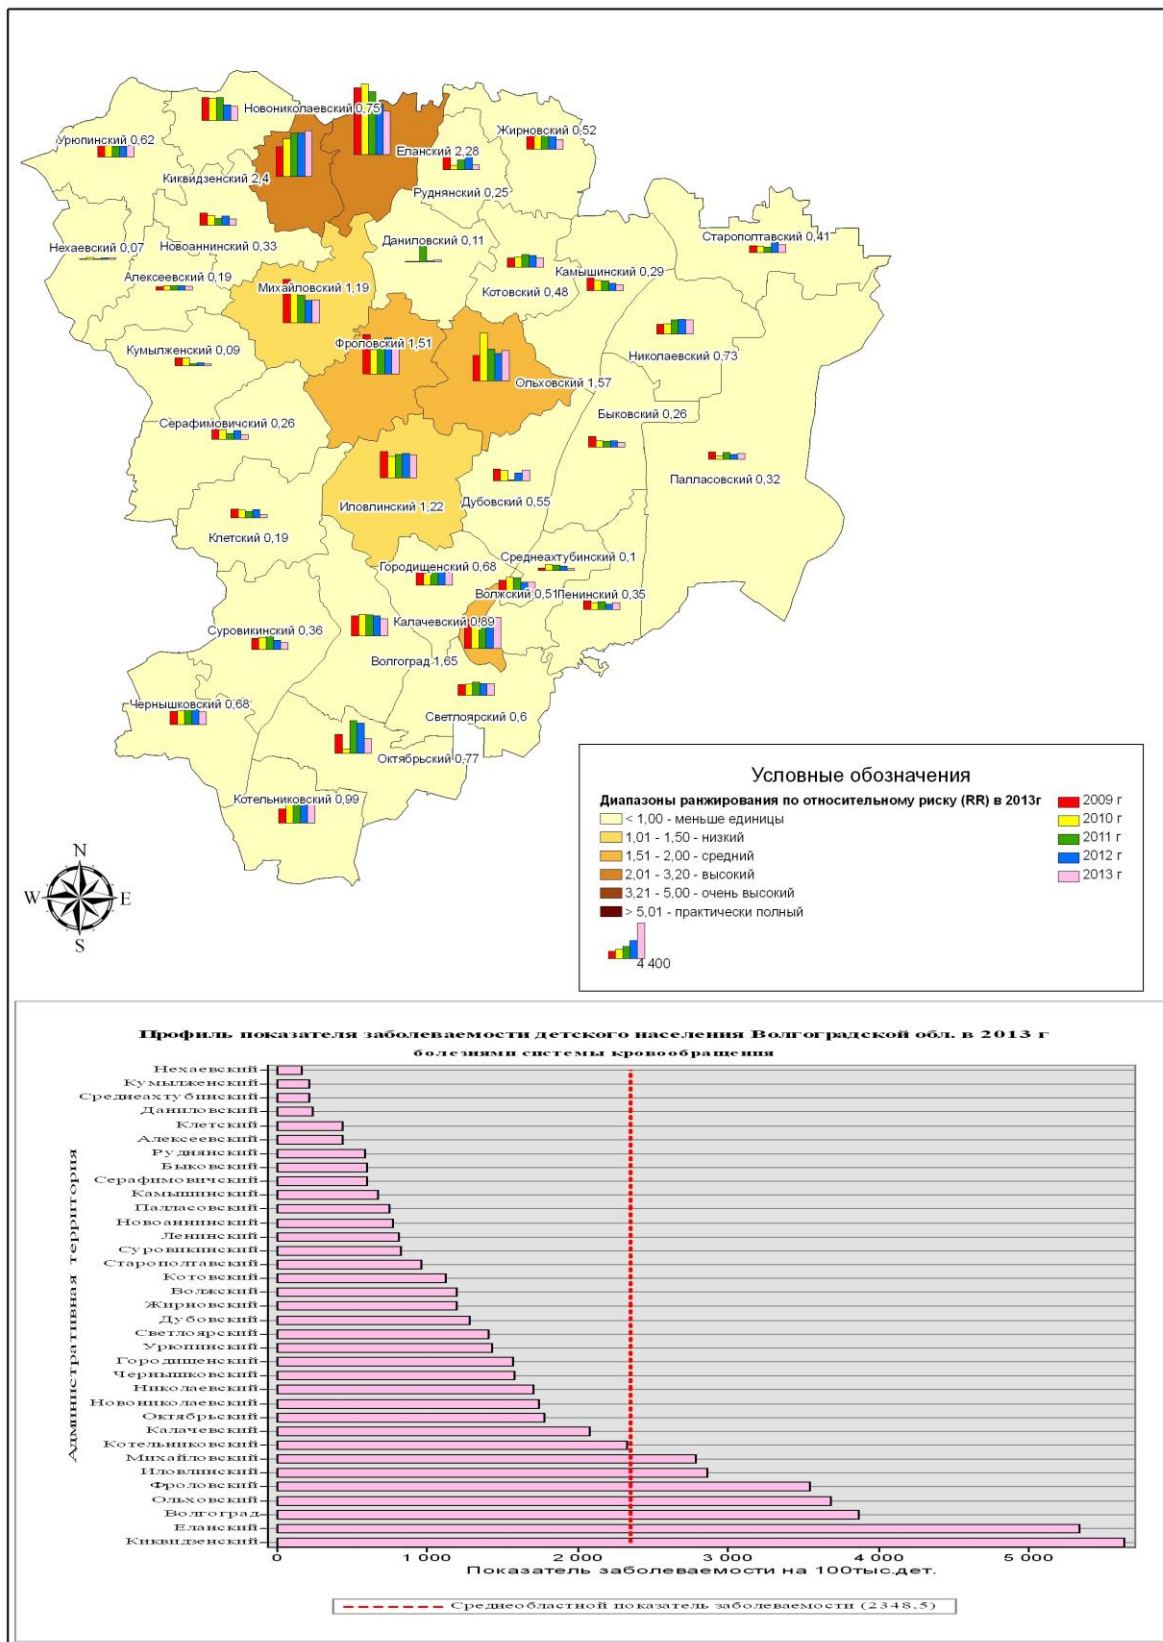 Новониколаевский 0,75
Урюпинский 0,62
Жирновский 0,52
Еланский 2,28
Киквидзенский 2,4
Руднянский 0,25
Нехаевский 0,07
Новоаннинский 0,33
Даниловский 0,11
Старополтавский 0,41
Алексеевский 0,19
Михайловский 1,19
Котовский 0,48
Камышинский 0,29
Фроловский 1,51
Кумылженский 0,09
Николаевский 0,73
Ольховский 1,57
Серафимовичский 0,26
Быковский 0,26
Палласовский 0,32
Иловлинский 1,22
Дубовский 0,55
Клетский 0,19
Среднеахтубинский 0,1
Городищенский 0,68
Волжский 0,51
Ленинский 0,35
Калачевский 0,89
Суровикинский 0,36
Волгоград 1,65
Чернышковский 0,68
Светлоярский 0,6
Октябрьский 0,77
Котельниковский 0,99
N
W E
S
Условные обозначения
Диапазоны ранжирования по относительному риску (RR) в 2013г
< 1,00 - меньше единицы
1,01 - 1,50 - низкий
1,51 - 2,00 - средний
2,01 - 3,20 - высокий
3,21 - 5,00 - очень высокий
> 5,01 - практически полный
4 400
2009 г
2010 г
2011 г
2012 г
2013 г
Профиль показателя заболеваемости детского населения Волгоградской обл. в 2013 г
болезнями системы кровообращения
Административная территория
Нехаевский
Кумылженский
Среднеахтубинский
Даниловский
Клетский
Алексеевский
Руднянский
Быковский
Серафимовичский
Камышинский
Палласовский
Новоаннинский
Ленинский
Суровикинский
Старополтавский
Котовский
Волжский
Жирновский
Дубовский
Светлоярский
Урюпинский
Городищенский
Чернышковский
Николаевский
Новониколаевский
Октябрьский
Калачевский
Котельниковский
Михайловский
Иловлинский
Фроловский
Ольховский
Волгоград
Еланский
Киквидзенский
0 1 000 2 000 3 000 4 000 5 000
Показатель заболеваемости на 100тыс.дет.
Среднеобластной показатель заболеваемости (2348,5)